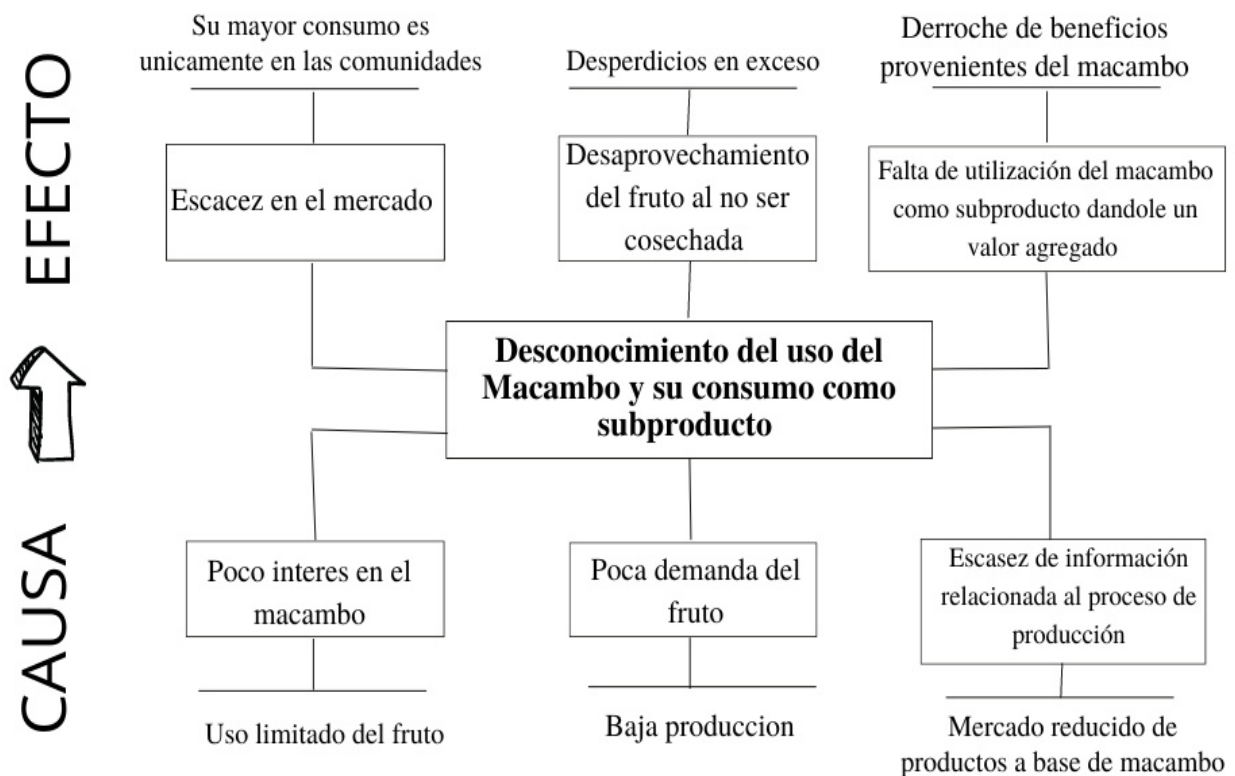 EFECTO
CAUSA
Su mayor consumo es
unicamente en las comunidades
Desperdicios en exceso
Derroche de beneficios
provenientes del macambo
Escacez en el mercado
Desaprovechamiento
del fruto al no ser
cosechada
Falta de utilización del macambo
como subproducto dandole un
valor agregado
Desconocimiento del uso del
Macambo y su consumo como
subproducto
Poco interes en el
macambo
Poca demanda del
fruto
Escasez de información
relacionada al proceso de
producción
Uso limitado del fruto
Baja produccion
Mercado reducido de
productos a base de macambo